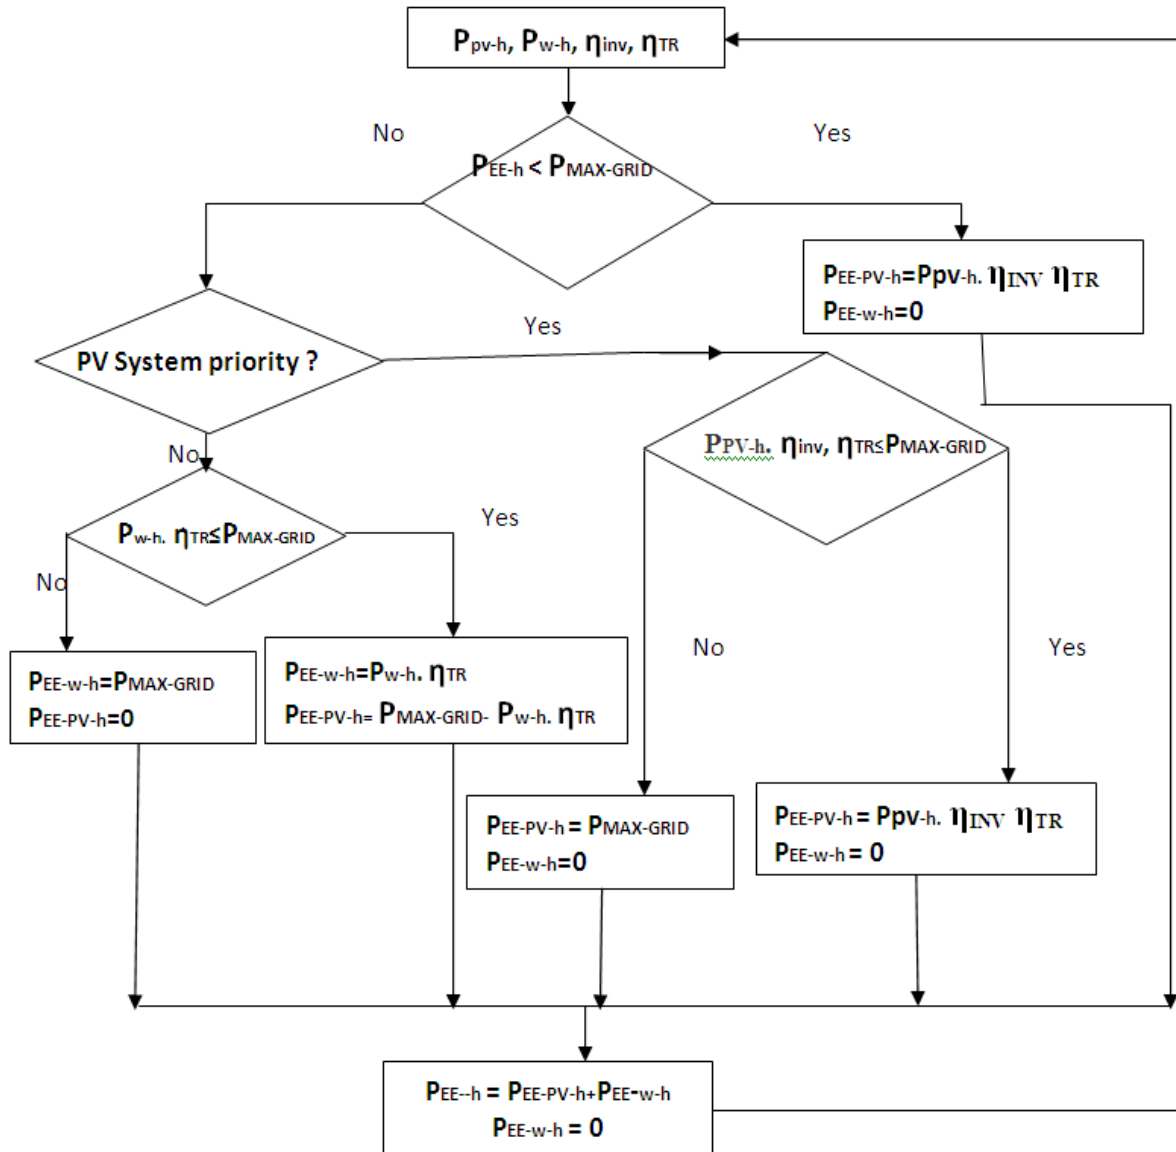 Ppv-h, Pw-h, ηinv, ηTR
No
Yes
PEE-h < PMAX-GRID
PEE-PV-h=Ppv-h. ηINV ηTR
PEE-w-h=0
Yes
PV System priority ?
PPV-h. ηinv, ηTR≤PMAX-GRID
No
Pw-h. ηTR≤PMAX-GRID
Yes
No
No
Yes
PEE-w-h=PMAX-GRID
PEE-PV-h=0
PEE-w-h=Pw-h. ηTR
PEE-PV-h= PMAX-GRID- Pw-h. ηTR
PEE-PV-h = PMAX-GRID
PEE-w-h=0
PEE-PV-h = Ppv-h. ηINV ηTR
PEE-w-h = 0
PEE--h = PEE-PV-h+PEE-w-h
PEE-w-h = 0